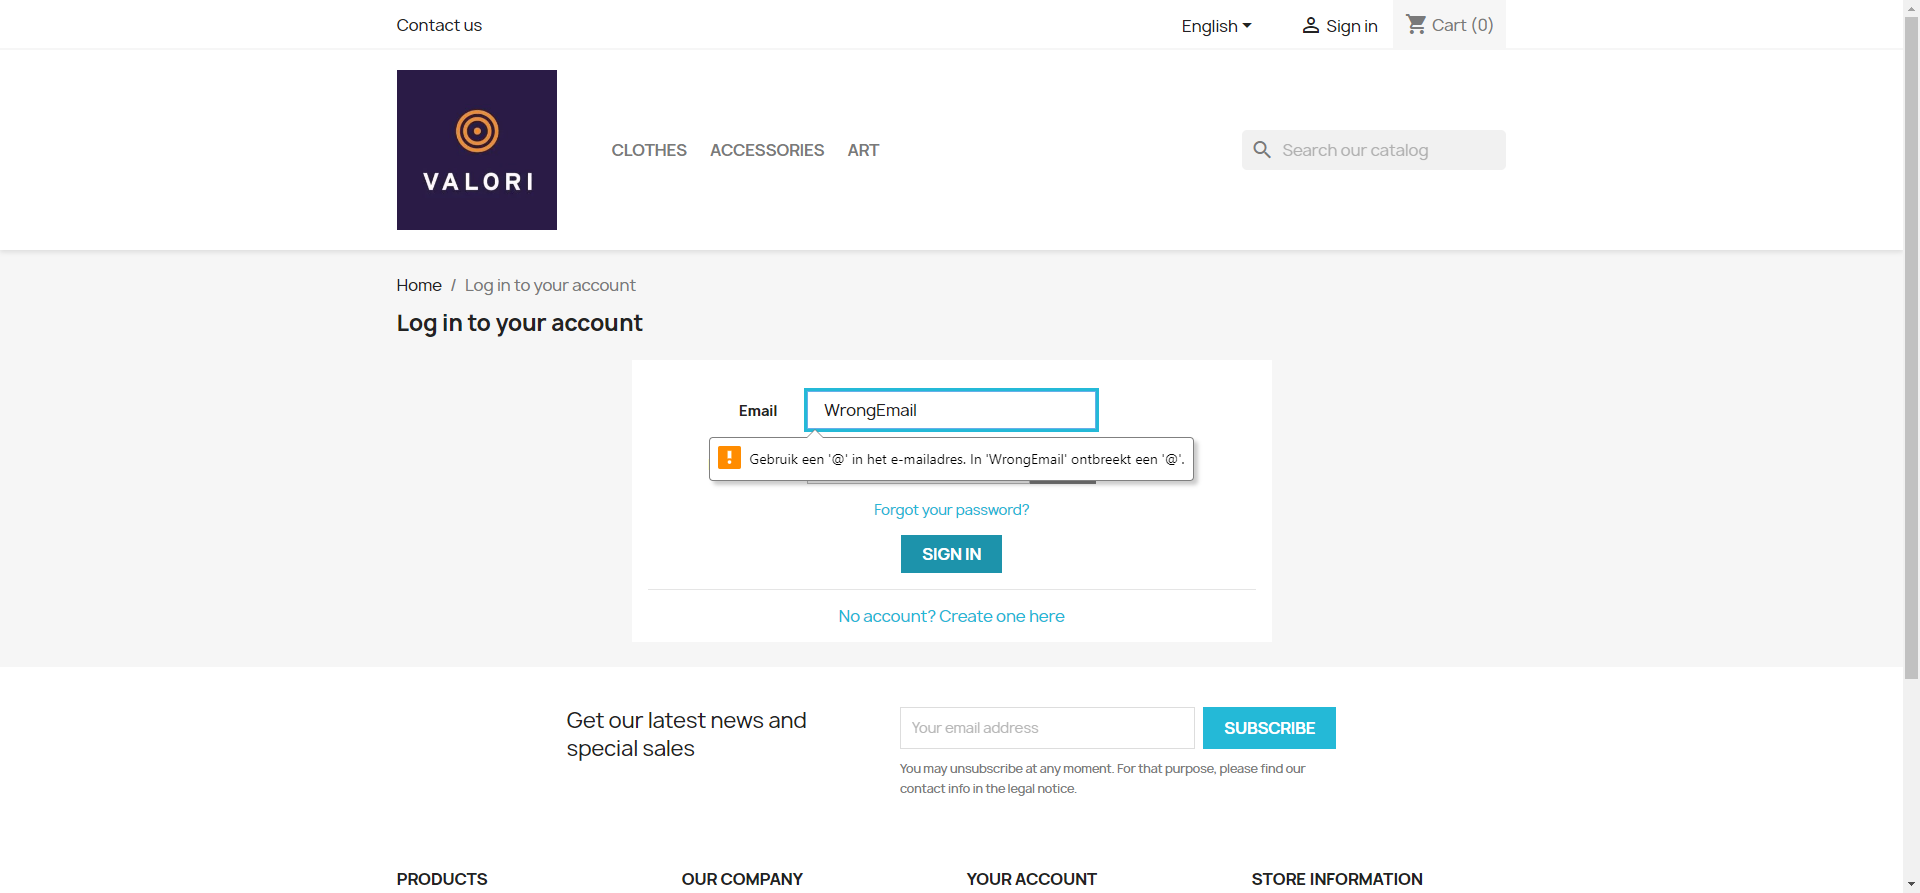 Contact us
English
Sign in
Cart (0)
VALORI
CLOTHES
ACCESSORIES
ART
Search our catalog
Home / Log in to your account
Log in to your account
Email
WrongEmail
Gebruik een '@' in het e-mailadres. In 'WrongEmail' ontbreekt een '@'.
Forgot your password?
SIGN IN
No account? Create one here
Get our latest news and
special sales
Your email address
SUBSCRIBE
You may unsubscribe at any moment. For that purpose, please find our
contact info in the legal notice.
PRODUCTS
OUR COMPANY
YOUR ACCOUNT
STORE INFORMATION